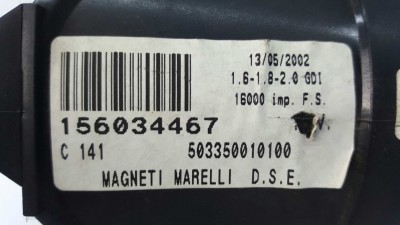 13/05/2002
1.6-1.8-2.0 GDI
16000 imp. F.S.
156034467
C 141 503350010100
MAGNETI MARELLI D.S.E.